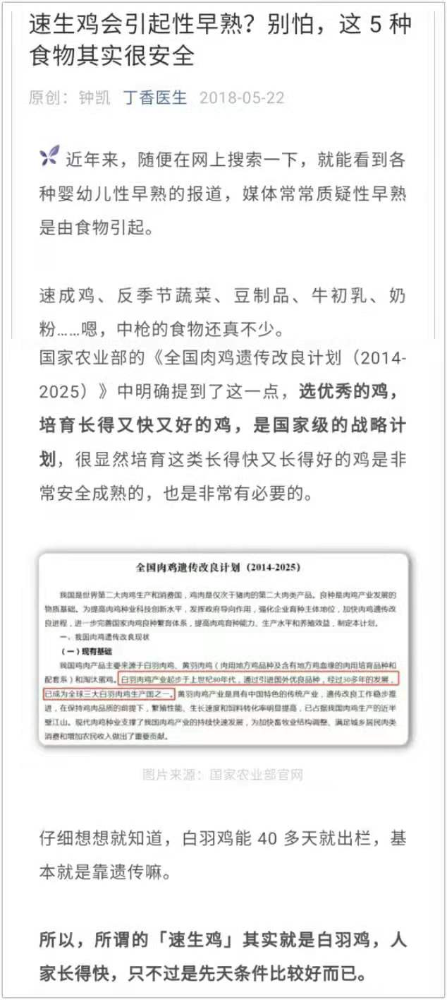 速生鸡会引起性早熟？别怕，这 5 种
食物其实很安全
原创：钟凯 丁香医生 2018-05-22
近年来，随便在网上搜索一下，就能看到各
种婴幼儿性早熟的报道，媒体常常质疑性早熟
是由食物引起。
速成鸡、反季节蔬菜、豆制品、牛初乳、奶
粉……嗯，中枪的食物还真不少。
国家农业部的《全国肉鸡遗传改良计划（2014-
2025）》中明确提到了这一点，选优秀的鸡，
培育长得又快又好的鸡，是国家级的战略计
划，很显然培育这类长得快又长得好的鸡是非
常安全成熟的，也是非常有必要的。
全国肉鸡遗传改良计划（2014-2025）
我国是世界第二大肉鸡生产和消费国，鸡肉是仅次于猪肉的第二大肉类产品。良种是肉鸡产业发展的
物质基础。为提高肉鸡种业科技创新水平，发挥政府导向作用，强化企业育种主体地位，加快肉鸡遗传改
良进程，进一步完善国家肉鸡良种繁育体系，提高肉鸡育种能力、生产水平和养殖效益，制定本计划。
一、我国肉鸡遗传改良现状
（一）现有基础
我国鸡肉产品主要来源于白羽肉鸡、黄羽肉鸡（肉用地方鸡品种及含有地方鸡血缘的肉用培育品种和
配套系）和淘汰蛋鸡。白羽肉鸡产业起步于上世纪80年代，通过引进国外优良品种，经过30多年的发展，
已成为全球三大白羽肉鸡生产国之一。黄羽肉鸡产业是具有中国特色的传统产业，遗传改良工作稳步推
进，在保持鸡肉品质的前提下，繁殖性能、生长速度和饲料转化率明显提高，已占据我国肉鸡生产的近半
壁江山。现代肉鸡种业支撑了我国肉鸡产业的持续快速发展，为加快畜牧业结构调整、满足城乡居民肉类
消费和增加农民收入做出了重要贡献。
图片来源：国家农业部官网
仔细想想就知道，白羽鸡能 40 多天就出栏，基
本就是靠遗传嘛。
所以，所谓的「速生鸡」其实就是白羽鸡，人
家长得快，只不过是先天条件比较好而已。